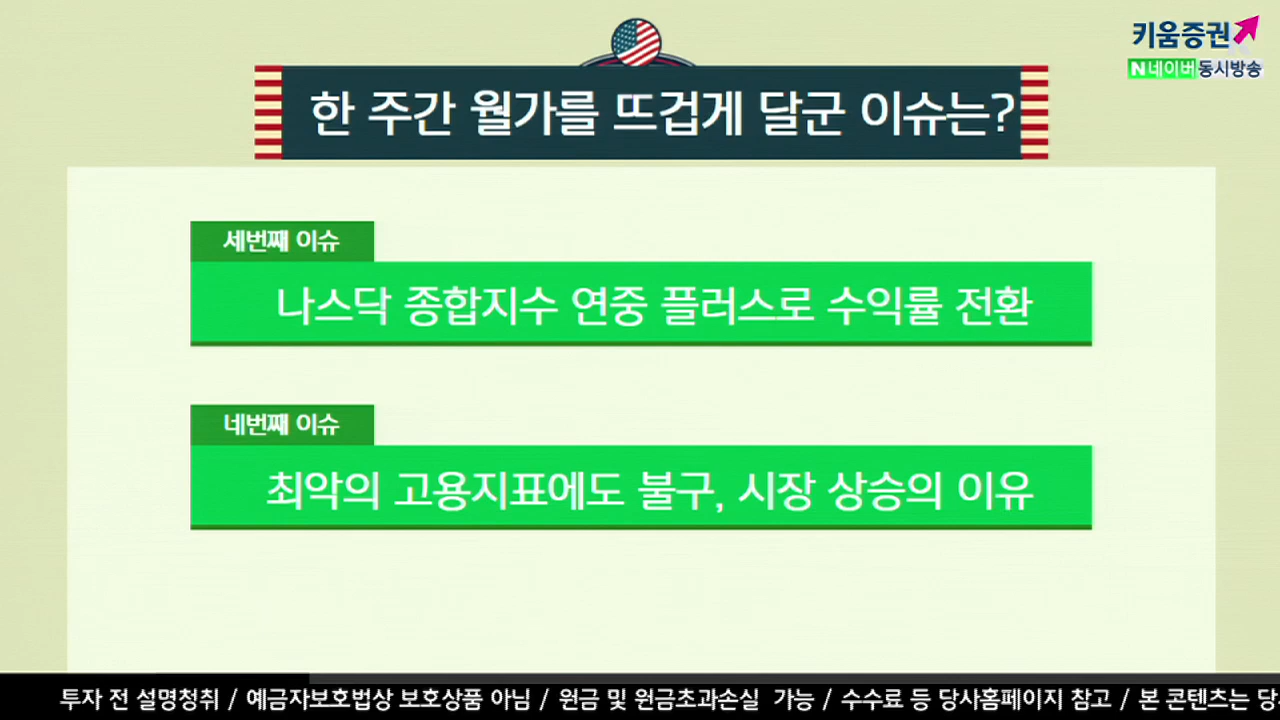 키움증권
N네이버 동시방송
한 주간 월가를 뜨겁게 달군 이슈는?
세번째 이슈
나스닥 종합지수 연중 플러스로 수익률 전환
네번째 이슈
최악의 고용지표에도 불구, 시장 상승의 이유
투자 전 설명청취 / 예금자보호법상 보호상품 아님 / 원금 및 원금초과손실 가능 / 수수료 등 당사홈페이지 참고 / 본 콘텐츠는 당